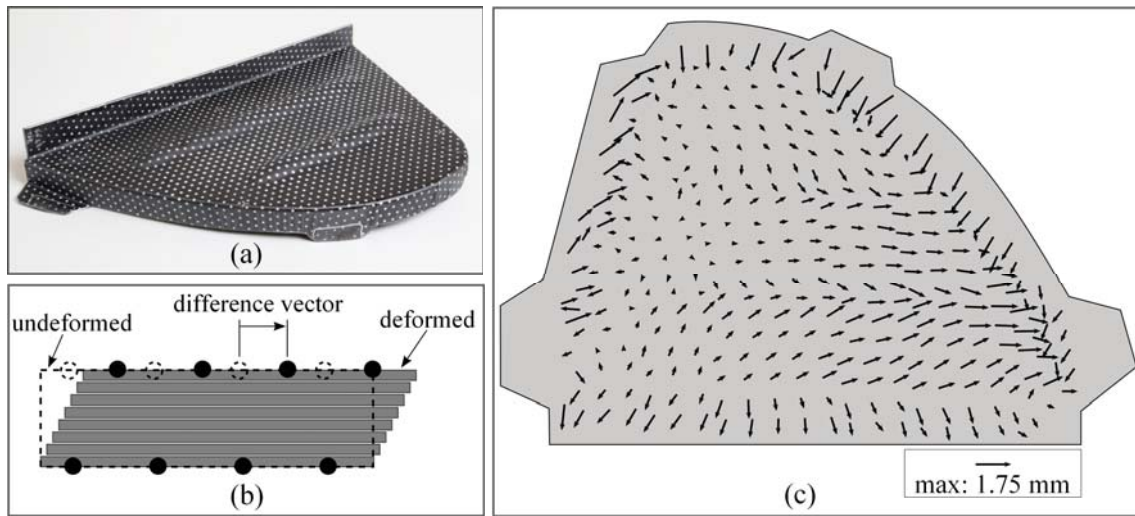 (a)
undeformed
difference vector
deformed
(b)
(c)
max: 1.75 mm